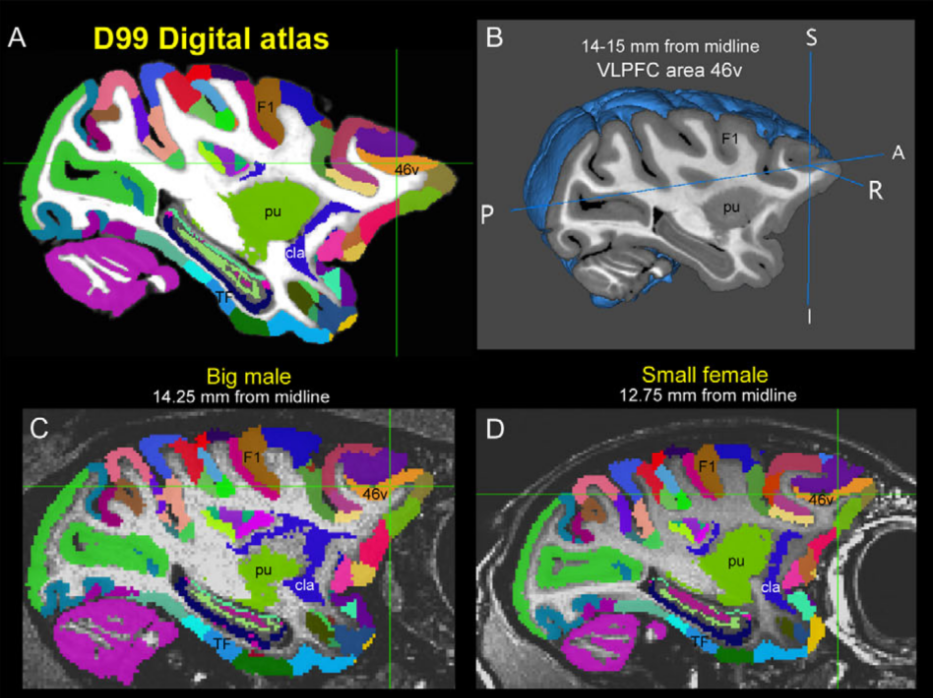 A
D99 Digital atlas
F1
46v
pu
cla
TF
B
14-15 mm from midline
VLPFC area 46v
S
F1
A
R
pu
P
I
Big male
14.25 mm from midline
C
F1
46v
pu
cla
TF
Small female
12.75 mm from midline
D
F1
46v
pu
cla
TF